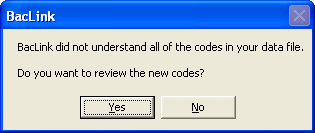 BacLink
BacLink did not understand all of the codes in your data file.
Do you want to review the new codes?
Yes
No